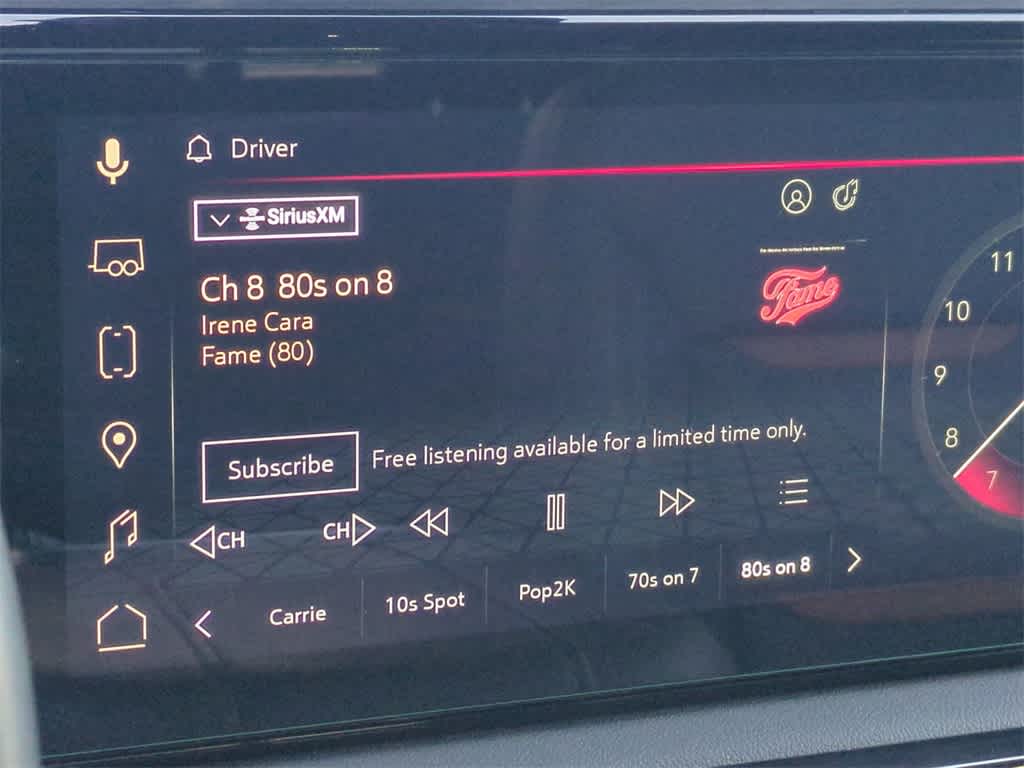 Driver
SiriusXM
Ch 8 80s on 8
Irene Cara
Fame (80)
Fame
Subscribe
Free listening available for a limited time only.
CH
CH
Carrie
10s Spot
Pop2K
70s on 7
80s on 8
11
10
9
8
7